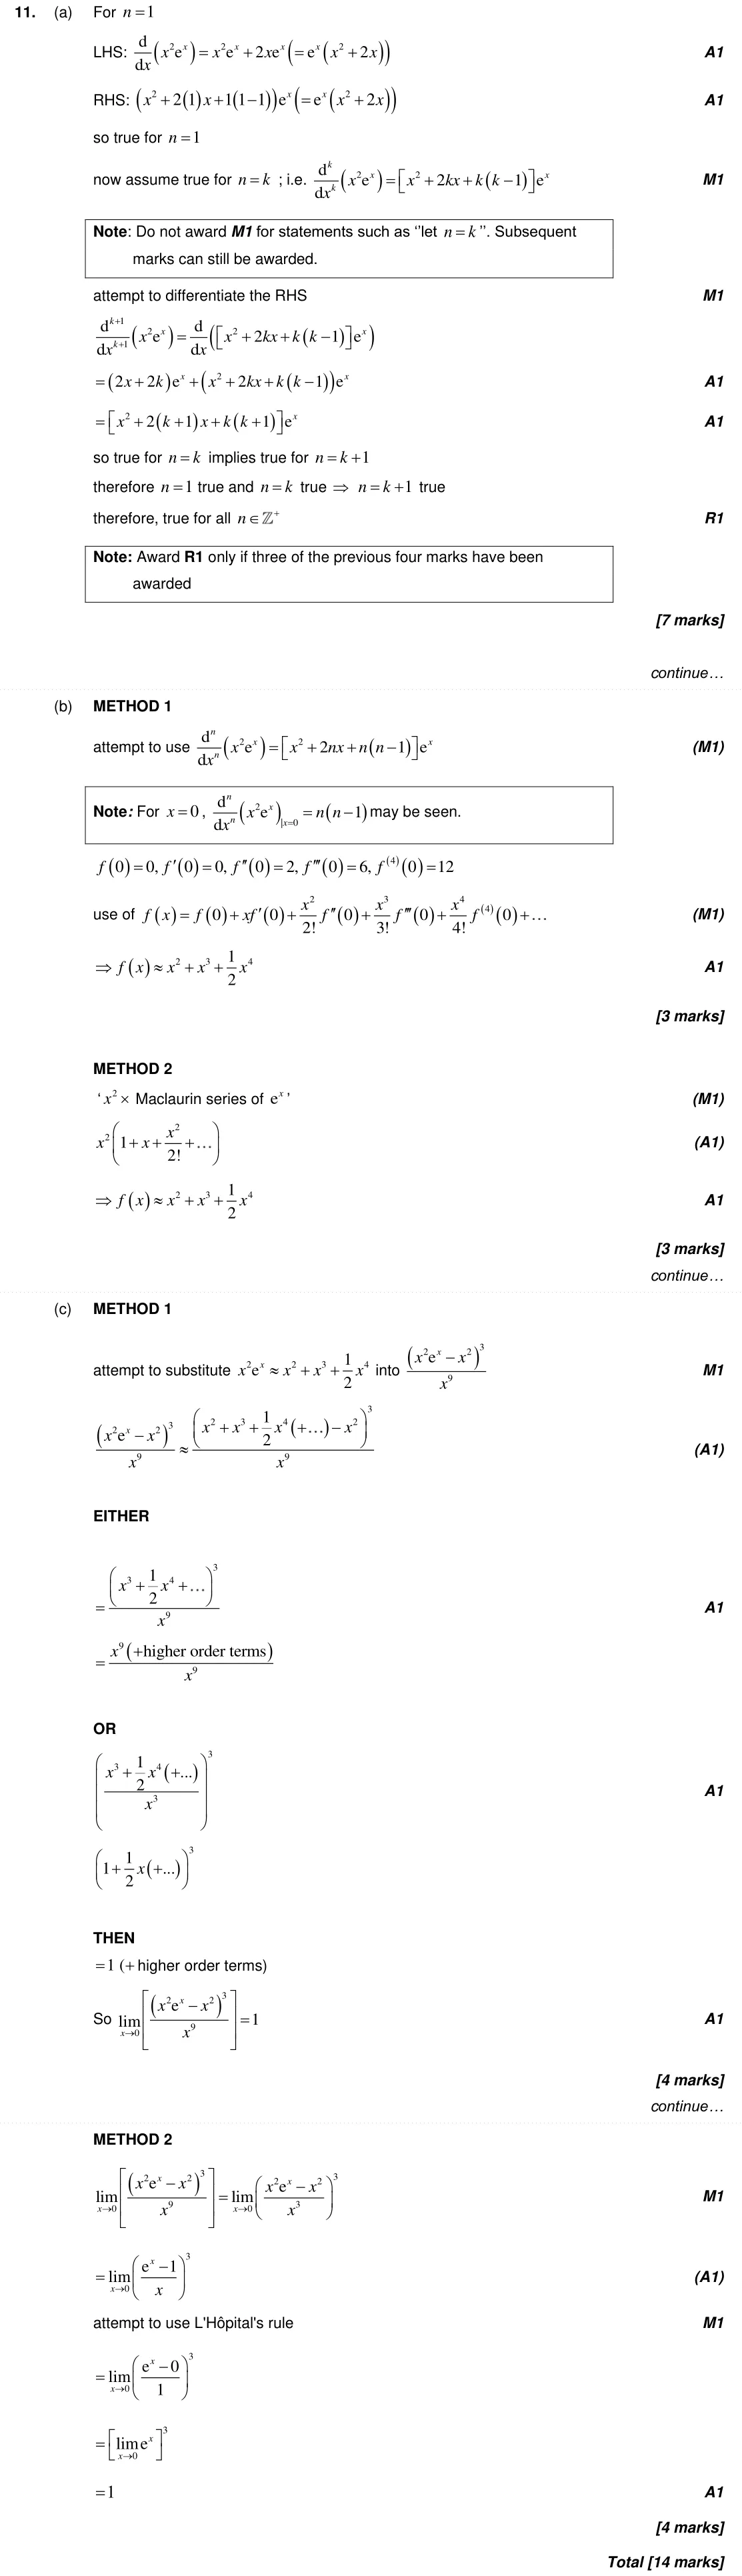 11. (a) For n = 1
LHS: d/dx (x²eˣ) = x²eˣ + 2xeˣ (= eˣ(x² + 2x)) A1
RHS: (x² + 2(1)x + 1(1−1))eˣ (= eˣ(x² + 2x)) A1
so true for n = 1
now assume true for n = k ; i.e. dᵏ/dxᵏ (x²eˣ) = [x² + 2kx + k(k−1)]eˣ M1
Note: Do not award M1 for statements such as "let n = k". Subsequent
marks can still be awarded.
attempt to differentiate the RHS M1
dᵏ⁺¹/dxᵏ⁺¹ (x²eˣ) = d/dx ([x² + 2kx + k(k−1)]eˣ)
= (2x + 2k)eˣ + (x² + 2kx + k(k−1))eˣ A1
= [x² + 2(k+1)x + k(k+1)]eˣ A1
so true for n = k implies true for n = k+1
therefore n = 1 true and n = k true ⇒ n = k+1 true
therefore, true for all n ∈ ℤ⁺ R1
Note: Award R1 only if three of the previous four marks have been
awarded
[7 marks]
continue…
(b) METHOD 1
attempt to use dⁿ/dxⁿ (x²eˣ) = [x² + 2nx + n(n−1)]eˣ (M1)
Note: For x = 0, dⁿ/dxⁿ (x²eˣ)|x=0 = n(n−1) may be seen.
f(0) = 0, f′(0) = 0, f″(0) = 2, f‴(0) = 6, f⁽⁴⁾(0) = 12
use of f(x) = f(0) + xf′(0) + x²/2! f″(0) + x³/3! f‴(0) + x⁴/4! f⁽⁴⁾(0) + … (M1)
⇒ f(x) ≈ x² + x³ + 1/2 x⁴ A1
[3 marks]
METHOD 2
‘x² × Maclaurin series of eˣ’ (M1)
x²(1 + x + x²/2! + …) (A1)
⇒ f(x) ≈ x² + x³ + 1/2 x⁴ A1
[3 marks]
continue…
(c) METHOD 1
attempt to substitute x²eˣ ≈ x² + x³ + 1/2 x⁴ into (x²eˣ − x²)³/x⁹ M1
(x²eˣ − x²)³/x⁹ ≈ (x² + x³ + 1/2 x⁴(+…) − x²)³/x⁹ (A1)
EITHER
= (x³ + 1/2 x⁴ + …)³/x⁹ A1
= x⁹(+higher order terms)/x⁹
OR
((x³ + 1/2 x⁴(+...))/x³)³ A1
(1 + 1/2 x(+...))³
THEN
= 1 (+ higher order terms)
So lim x→0 [(x²eˣ − x²)³/x⁹] = 1 A1
[4 marks]
continue…
METHOD 2
lim x→0 [(x²eˣ − x²)³/x⁹] = lim x→0 ((x²eˣ − x²)/x³)³ M1
= lim x→0 ((eˣ − 1)/x)³ (A1)
attempt to use L'Hôpital's rule M1
= lim x→0 ((eˣ − 0)/1)³
= [lim x→0 eˣ]³
= 1 A1
[4 marks]
Total [14 marks]